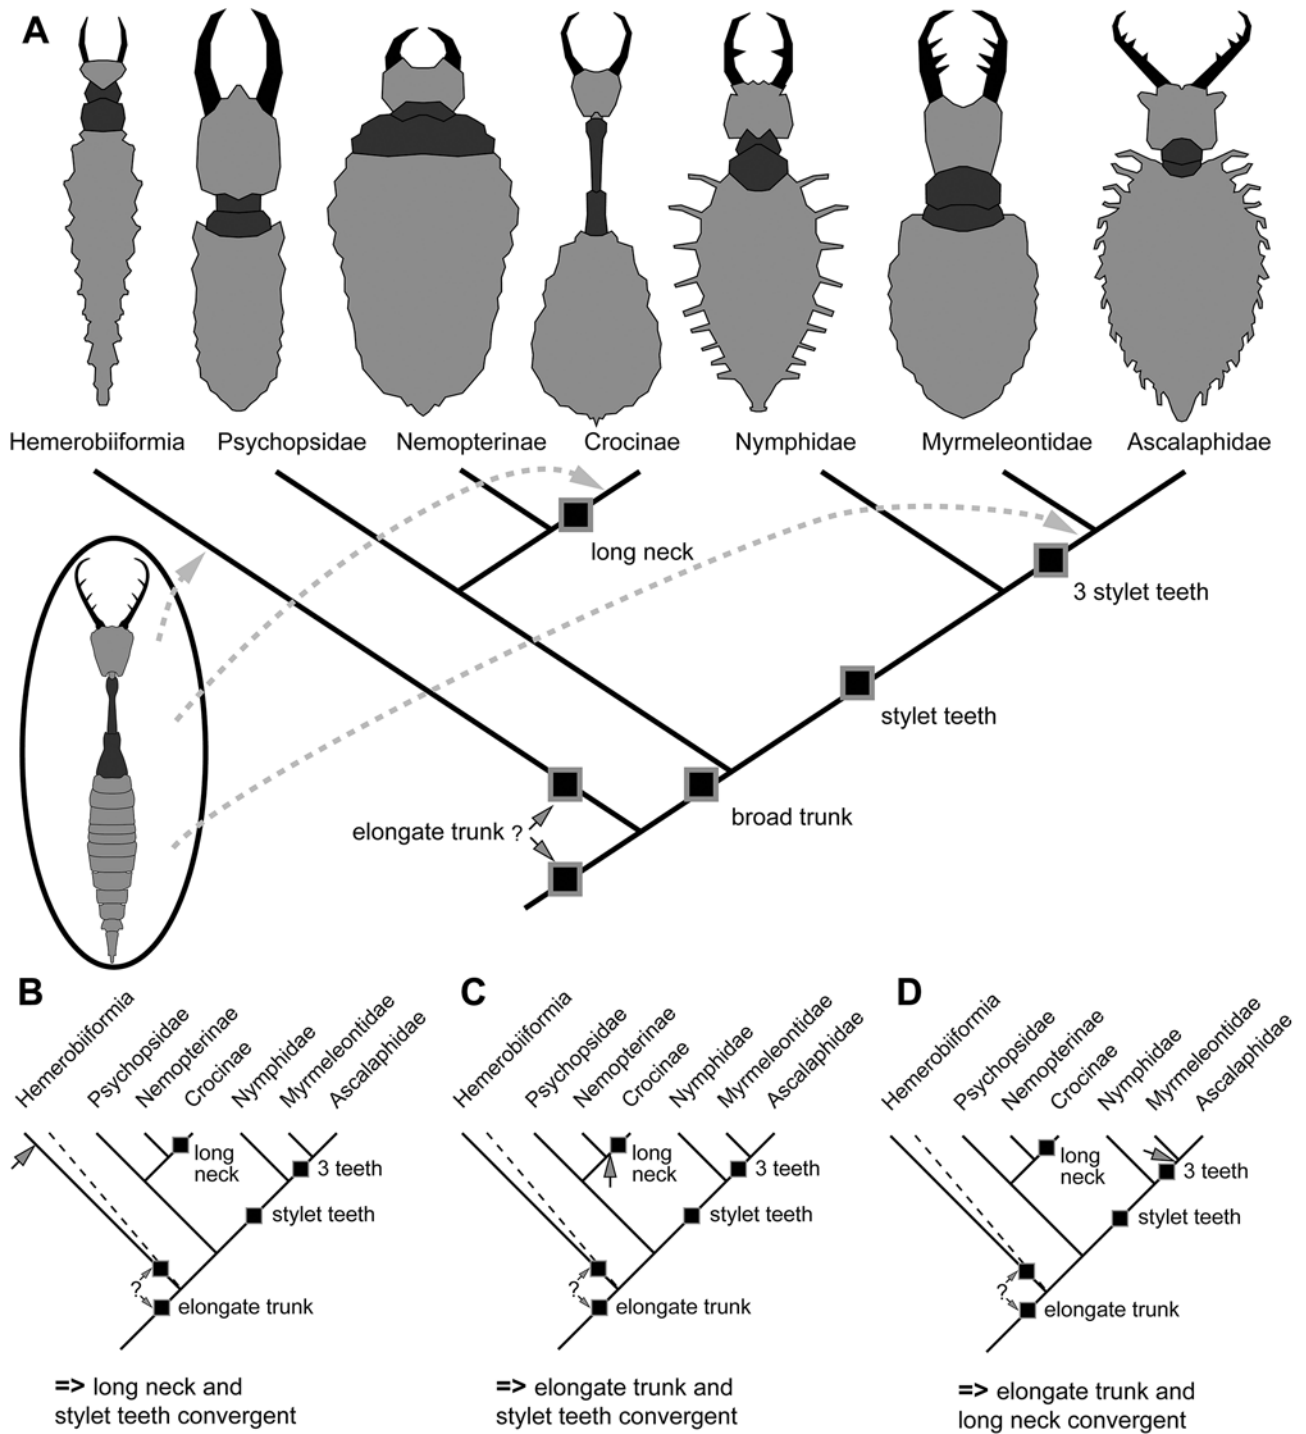 A
Hemerobiiformia Psychopsidae Nemopterinae Crocinae Nymphidae Myrmeleontidae Ascalaphidae
long neck
3 stylet teeth
stylet teeth
broad trunk
elongate trunk ?
B
Hemerobiiformia
Psychopsidae
Nemopterinae
Crocinae
Nymphidae
Myrmeleontidae
Ascalaphidae
long
neck
3 teeth
stylet teeth
?
elongate trunk
=> long neck and
stylet teeth convergent
C
Hemerobiiformia
Psychopsidae
Nemopterinae
Crocinae
Nymphidae
Myrmeleontidae
Ascalaphidae
long
neck
3 teeth
stylet teeth
?
elongate trunk
=> elongate trunk and
stylet teeth convergent
D
Hemerobiiformia
Psychopsidae
Nemopterinae
Crocinae
Nymphidae
Myrmeleontidae
Ascalaphidae
long
neck
3 teeth
stylet teeth
?
elongate trunk
=> elongate trunk and
long neck convergent